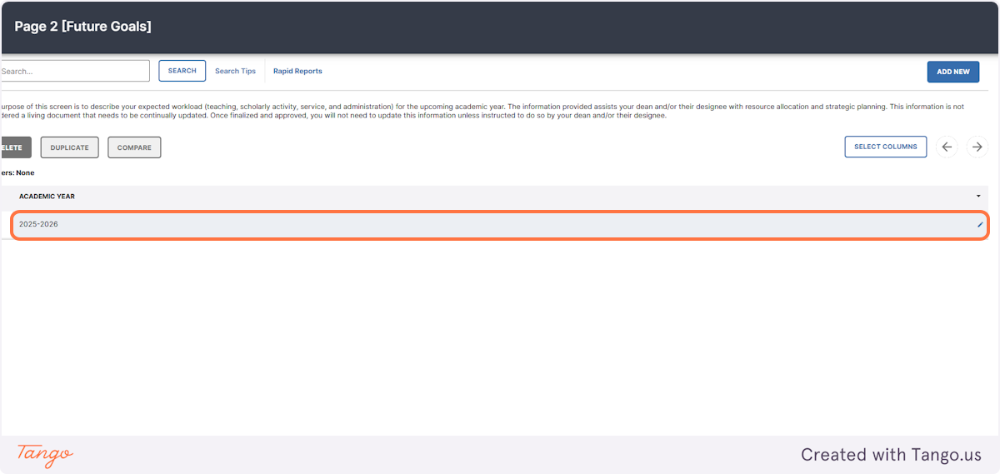 Page 2 [Future Goals]
Search...
SEARCH
Search Tips
Rapid Reports
ADD NEW
urpose of this screen is to describe your expected workload (teaching, scholarly activity, service, and administration) for the upcoming academic year. The information provided assists your dean and/or their designee with resource allocation and strategic planning. This information is not
dered a living document that needs to be continually updated. Once finalized and approved, you will not need to update this information unless instructed to do so by your dean and/or their designee.
ELETE
DUPLICATE
COMPARE
SELECT COLUMNS
ers: None
ACADEMIC YEAR
2025-2026
Tango
Created with Tango.us